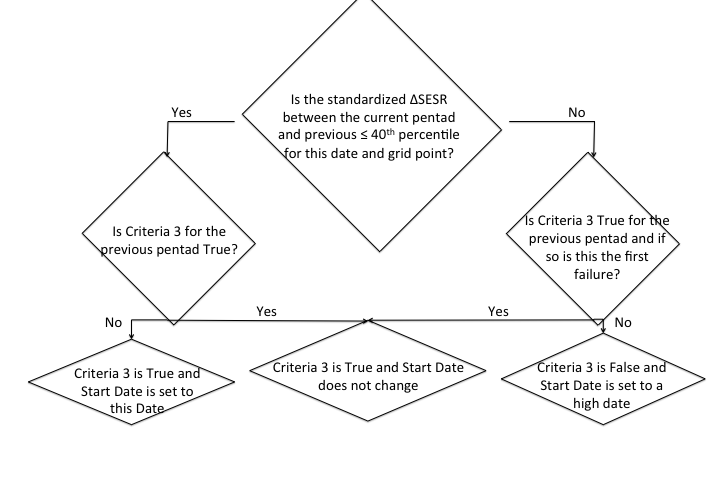 Is the standardized ΔSESR
between the current pentad
and previous ≤ 40th percentile
for this date and grid point?
Yes
No
Is Criteria 3 for the
previous pentad True?
Is Criteria 3 True for the
previous pentad and if
so is this the first
failure?
No
Yes
Yes
No
Criteria 3 is True and
Start Date is set to
this Date
Criteria 3 is True and Start Date
does not change
Criteria 3 is False and
Start Date is set to a
high date